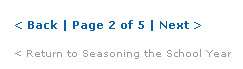 < Back | Page 2 of 5 | Next >
< Return to Seasoning the School Year